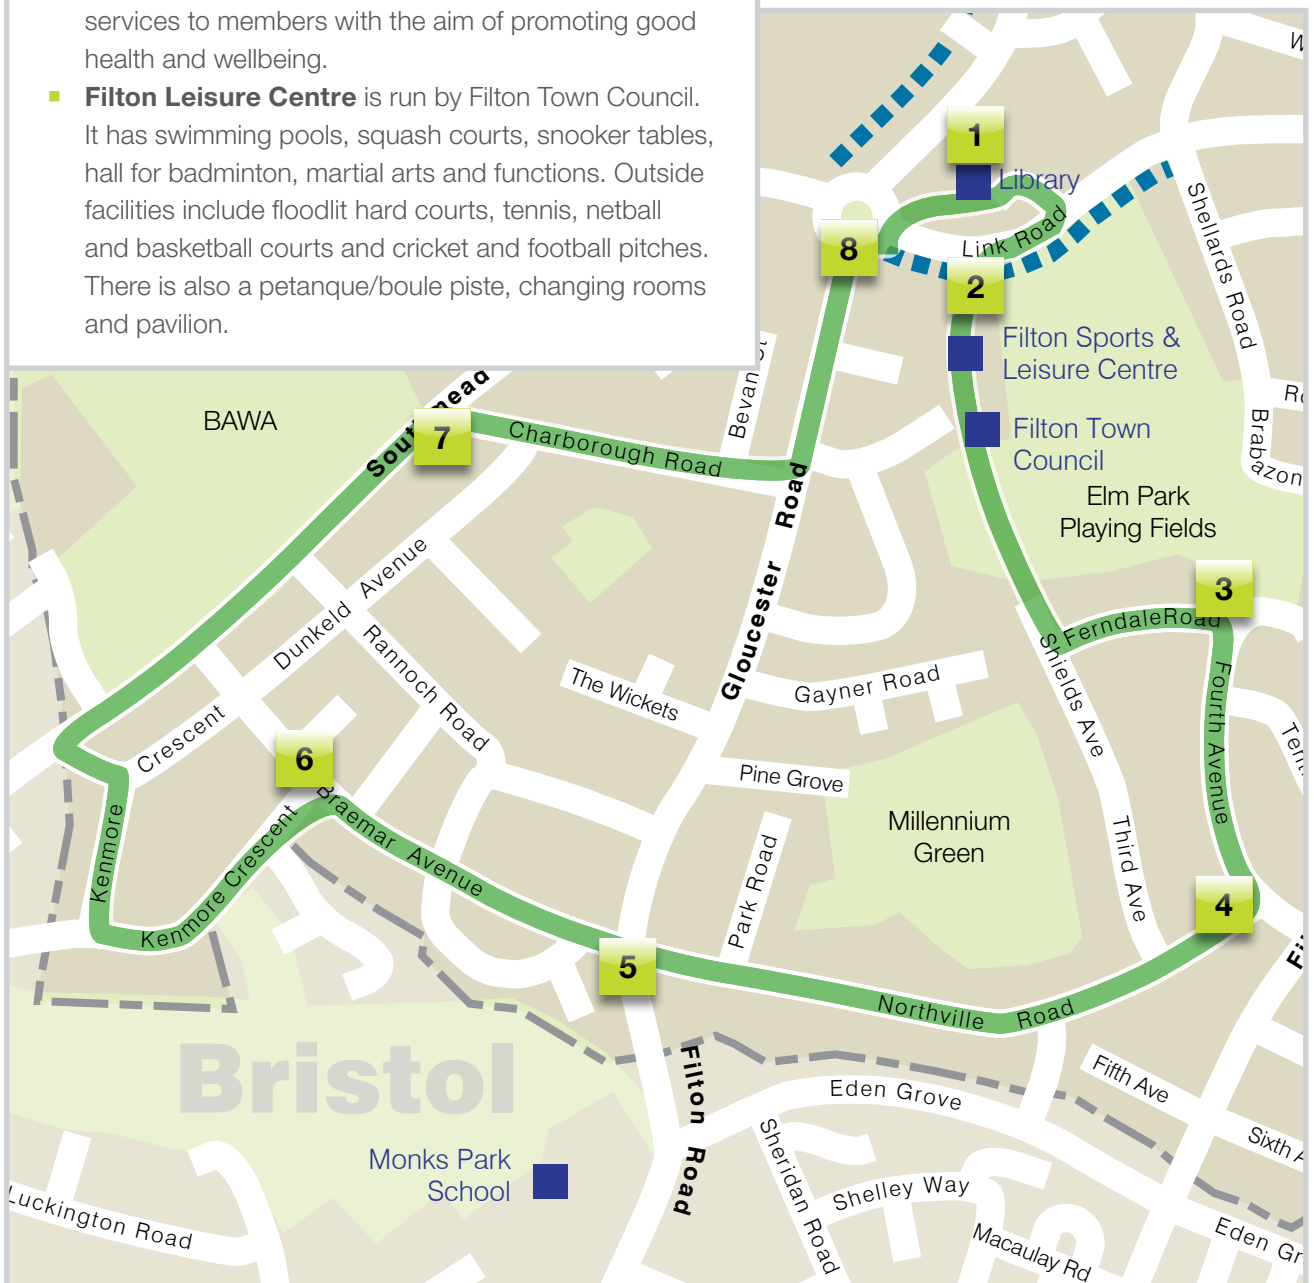 services to members with the aim of promoting good
health and wellbeing.
Filton Leisure Centre is run by Filton Town Council.
It has swimming pools, squash courts, snooker tables,
hall for badminton, martial arts and functions. Outside
facilities include floodlit hard courts, tennis, netball
and basketball courts and cricket and football pitches.
There is also a petanque/boule piste, changing rooms
and pavilion.
1
Library
Link Road
8
2
Shellards Road
Filton Sports &
Leisure Centre
Filton Town
Council
Elm Park
Playing Fields
Brabazon
BAWA
7
Charborough Road
Gloucester Road
3
Ferndale Road
Shields Ave
Fourth Avenue
Dunkeld Avenue
Rannoch Road
The Wickets
Gayner Road
Crescent
Pine Grove
6
Kenmore
Kenmore Crescent
Braemar Avenue
Park Road
Millennium
Green
Third Ave
4
5
Northville Road
Bristol
Filton Road
Eden Grove
Fifth Ave
Monks Park
School
Sheridan Road
Shelley Way
Luckington Road
Macaulay Rd
Eden Gr